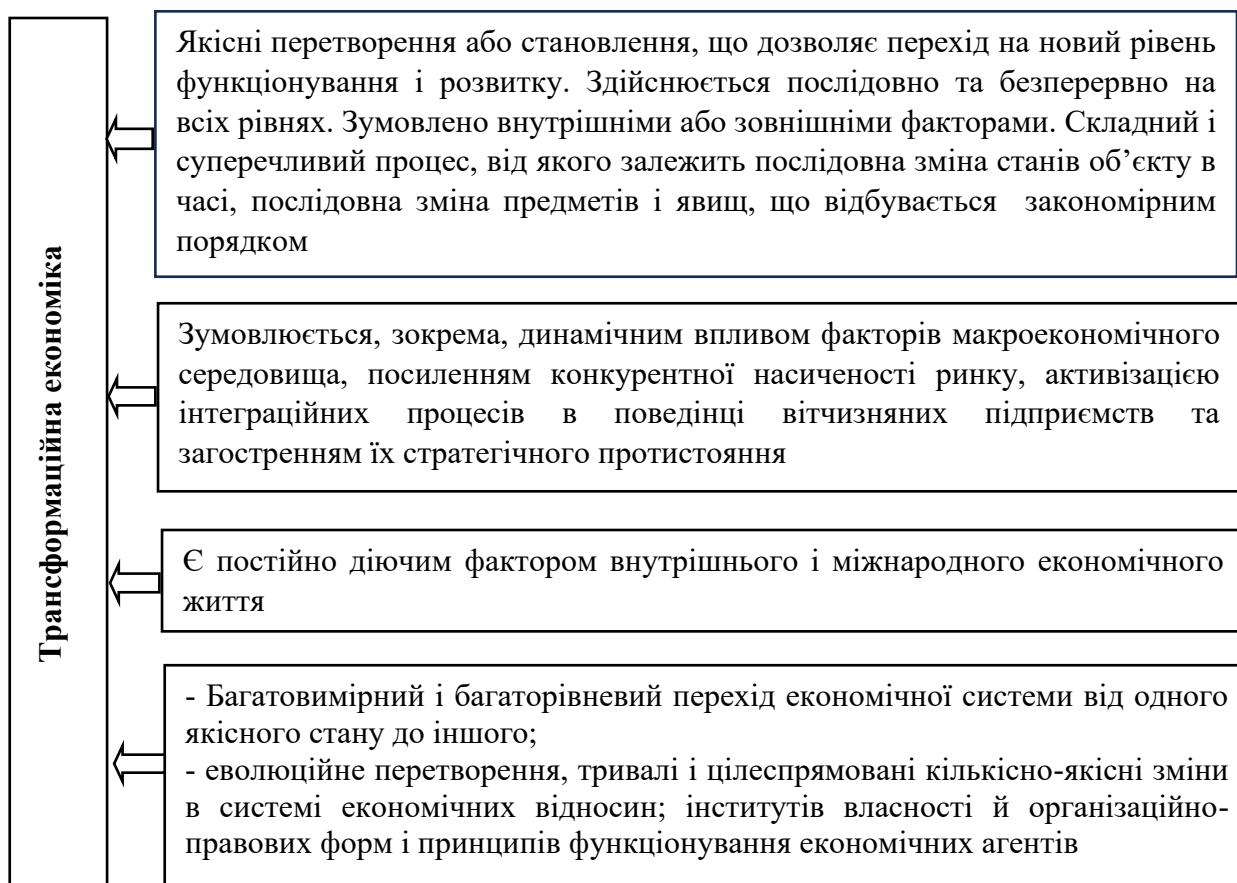 Трансформаційна економіка
Якісні перетворення або становлення, що дозволяє перехід на новий рівень
функціонування і розвитку. Здійснюється послідовно та безперервно на
всіх рівнях. Зумовлено внутрішніми або зовнішніми факторами. Складний і
суперечливий процес, від якого залежить послідовна зміна станів об’єкту в
часі, послідовна зміна предметів і явищ, що відбувається закономірним
порядком
Зумовлюється, зокрема, динамічним впливом факторів макроекономічного
середовища, посиленням конкурентної насиченості ринку, активізацією
інтеграційних процесів в поведінці вітчизняних підприємств та
загостренням їх стратегічного протистояння
Є постійно діючим фактором внутрішнього і міжнародного економічного
життя
- Багатовимірний і багаторівневий перехід економічної системи від одного
якісного стану до іншого;
- еволюційне перетворення, тривалі і цілеспрямовані кількісно-якісні зміни
в системі економічних відносин; інститутів власності й організаційно-
правових форм і принципів функціонування економічних агентів